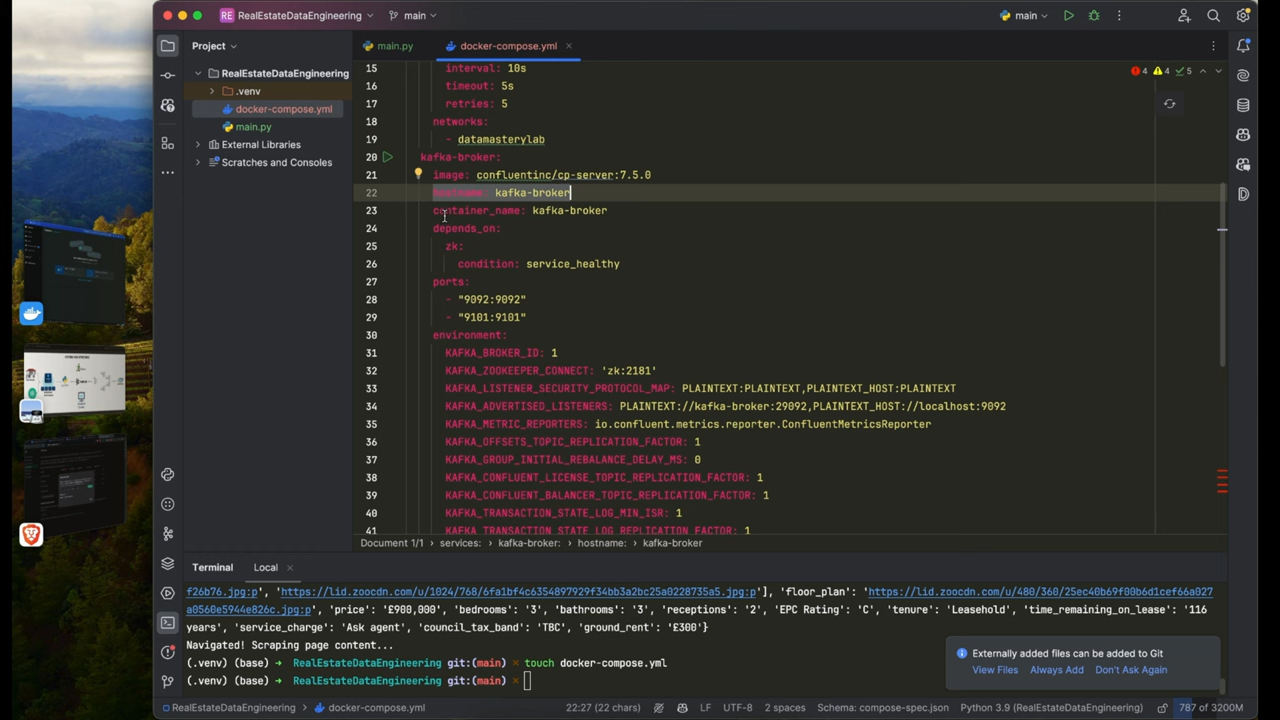 RE RealEstateDataEngineering
main
main
Project
main.py
docker-compose.yml
RealEstateDataEngineering
.venv
docker-compose.yml
main.py
External Libraries
Scratches and Consoles
4 4 5
15 interval: 10s
16 timeout: 5s
17 retries: 5
18 networks:
19 - datamasterylab
20 kafka-broker:
21 image: confluentinc/cp-server:7.5.0
22 hostname: kafka-broker
23 container_name: kafka-broker
24 depends_on:
25 zk:
26 condition: service_healthy
27 ports:
28 - "9092:9092"
29 - "9101:9101"
30 environment:
31 KAFKA_BROKER_ID: 1
32 KAFKA_ZOOKEEPER_CONNECT: 'zk:2181'
33 KAFKA_LISTENER_SECURITY_PROTOCOL_MAP: PLAINTEXT:PLAINTEXT,PLAINTEXT_HOST:PLAINTEXT
34 KAFKA_ADVERTISED_LISTENERS: PLAINTEXT://kafka-broker:29092,PLAINTEXT_HOST://localhost:9092
35 KAFKA_METRIC_REPORTERS: io.confluent.metrics.reporter.ConfluentMetricsReporter
36 KAFKA_OFFSETS_TOPIC_REPLICATION_FACTOR: 1
37 KAFKA_GROUP_INITIAL_REBALANCE_DELAY_MS: 0
38 KAFKA_CONFLUENT_LICENSE_TOPIC_REPLICATION_FACTOR: 1
39 KAFKA_CONFLUENT_BALANCER_TOPIC_REPLICATION_FACTOR: 1
40 KAFKA_TRANSACTION_STATE_LOG_MIN_ISR: 1
41 KAFKA_TRANSACTION_STATE_LOG_REPLICATION_FACTOR: 1
Document 1/1 › services: › kafka-broker: › hostname: › kafka-broker
Terminal Local
f26b76.jpg:p', 'https://lid.zoocdn.com/u/1024/768/6fa1bf4c6354897929f34bb3a2bc25a0228735a5.jpg:p'], 'floor_plan': 'https://lid.zoocdn.com/u/480/360/25ec40b69f00b6d1cef66a027
a0560e5944e826c.jpg:p', 'price': '£900,000', 'bedrooms': '3', 'bathrooms': '3', 'receptions': '2', 'EPC Rating': 'C', 'tenure': 'Leasehold', 'time_remaining_on_lease': '116
years', 'service_charge': 'Ask agent', 'council_tax_band': 'TBC', 'ground_rent': '£300'}
Navigated! Scraping page content...
(.venv) (base) → RealEstateDataEngineering git:(main) × touch docker-compose.yml
(.venv) (base) → RealEstateDataEngineering git:(main) ×
Externally added files can be added to Git
View Files Always Add Don't Ask Again
RealEstateDataEngineering › docker-compose.yml
22:27 (22 chars) LF UTF-8 2 spaces Schema: compose-spec.json Python 3.9 (RealEstateDataEngineering) 787 of 3200M